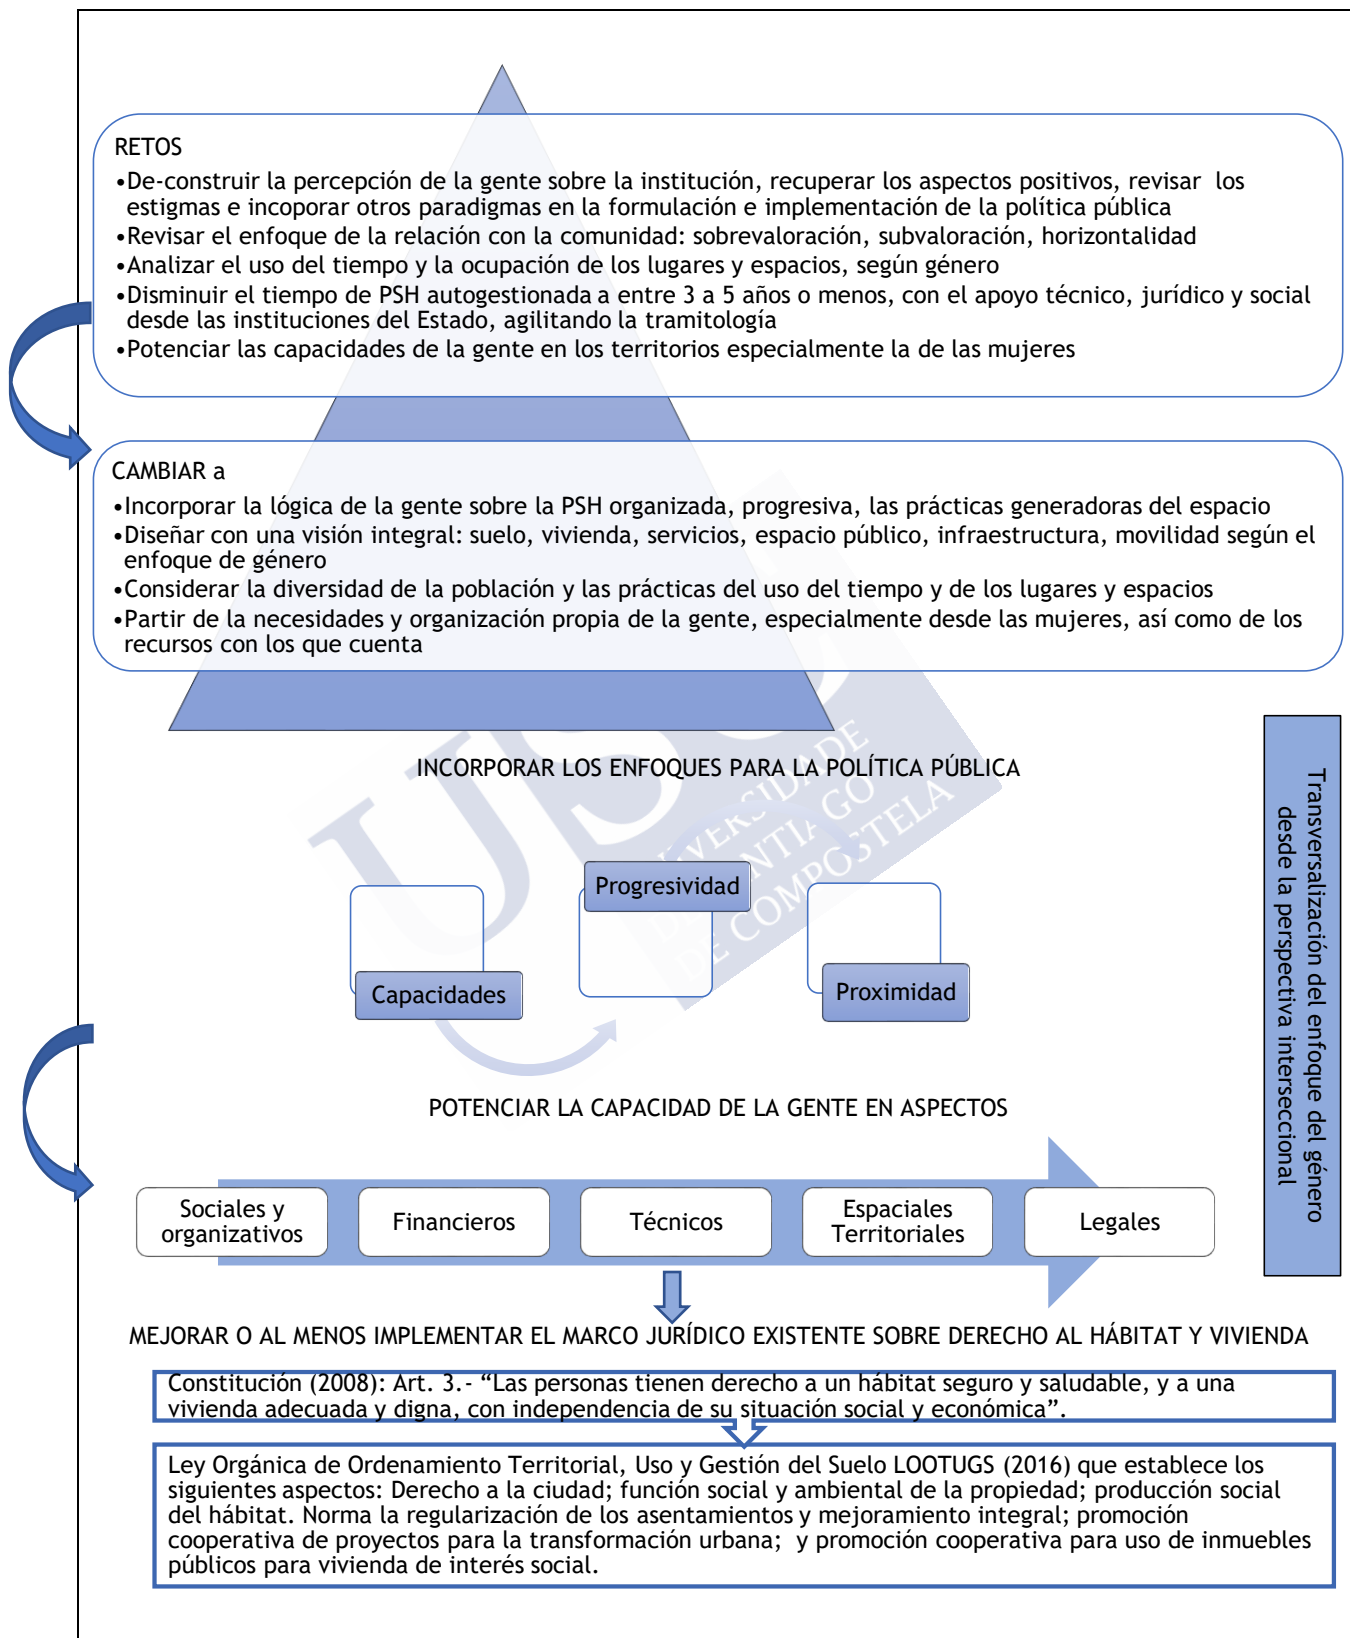 RETOS
•De-construir la percepción de la gente sobre la institución, recuperar los aspectos positivos, revisar los
estigmas e incoporar otros paradigmas en la formulación e implementación de la política pública
•Revisar el enfoque de la relación con la comunidad: sobrevaloración, subvaloración, horizontalidad
•Analizar el uso del tiempo y la ocupación de los lugares y espacios, según género
•Disminuir el tiempo de PSH autogestionada a entre 3 a 5 años o menos, con el apoyo técnico, jurídico y social
desde las instituciones del Estado, agilitando la tramitología
•Potenciar las capacidades de la gente en los territorios especialmente la de las mujeres
CAMBIAR a
•Incorporar la lógica de la gente sobre la PSH organizada, progresiva, las prácticas generadoras del espacio
•Diseñar con una visión integral: suelo, vivienda, servicios, espacio público, infraestructura, movilidad según el
enfoque de género
•Considerar la diversidad de la población y las prácticas del uso del tiempo y de los lugares y espacios
•Partir de la necesidades y organización propia de la gente, especialmente desde las mujeres, así como de los
recursos con los que cuenta
INCORPORAR LOS ENFOQUES PARA LA POLÍTICA PÚBLICA
Capacidades
Progresividad
Proximidad
Transversalización del enfoque del género
desde la perspectiva interseccional
POTENCIAR LA CAPACIDAD DE LA GENTE EN ASPECTOS
Sociales y
organizativos
Financieros
Técnicos
Espaciales
Territoriales
Legales
MEJORAR O AL MENOS IMPLEMENTAR EL MARCO JURÍDICO EXISTENTE SOBRE DERECHO AL HÁBITAT Y VIVIENDA
Constitución (2008): Art. 3.- “Las personas tienen derecho a un hábitat seguro y saludable, y a una
vivienda adecuada y digna, con independencia de su situación social y económica”.
Ley Orgánica de Ordenamiento Territorial, Uso y Gestión del Suelo LOOTUGS (2016) que establece los
siguientes aspectos: Derecho a la ciudad; función social y ambiental de la propiedad; producción social
del hábitat. Norma la regularización de los asentamientos y mejoramiento integral; promoción
cooperativa de proyectos para la transformación urbana; y promoción cooperativa para uso de inmuebles
públicos para vivienda de interés social.
USC
DE SANTIAGO
DE COMPOSTELA